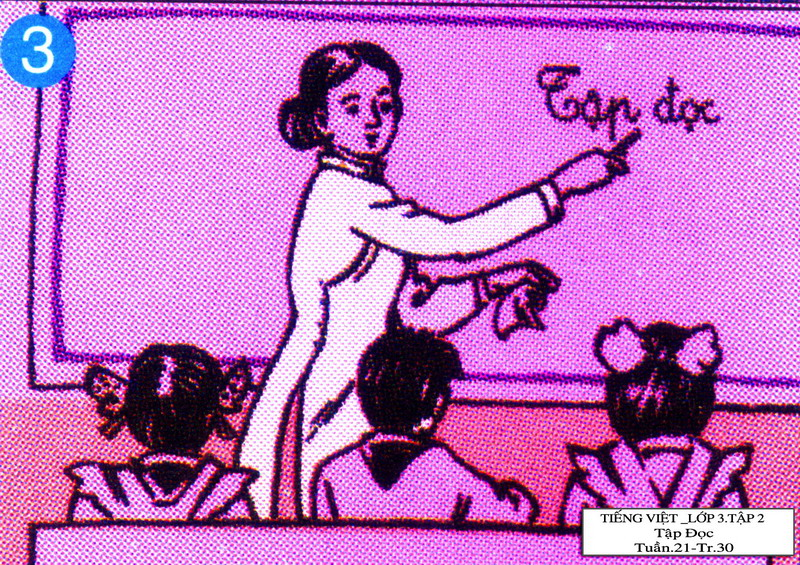 3
Tập đọc
TIẾNG VIỆT _LỚP 3.TẬP 2
Tập Đọc
Tuần.21-Tr.30